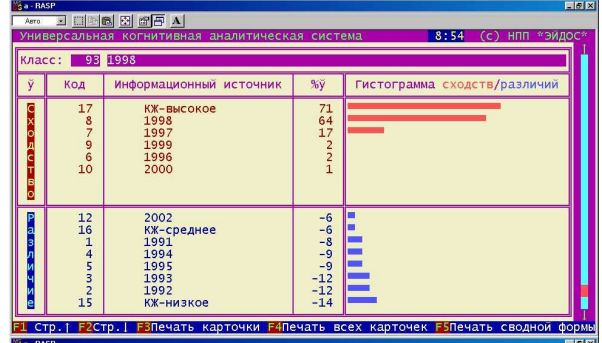 a - RASP
Авто
A
Универсальная когнитивная аналитическая система 8:54 (с) НПП *ЭЙДОС*
Класс: 93 1998
ÿ Код Информационный источник %ÿ Гистограмма сходств/различий
Сходство
17 КЖ-высокое 71
8 1998 64
7 1997 17
9 1999 2
6 1996 2
10 2000 1
Различие
12 2002 -6
16 КЖ-среднее -6
1 1991 -8
4 1994 -9
5 1995 -9
3 1993 -12
2 1992 -12
15 КЖ-низкое -14
F1 Стр.↑ F2Стр.↓ F3Печать карточки F4Печать всех карточек F5Печать сводной формы
a - RASP